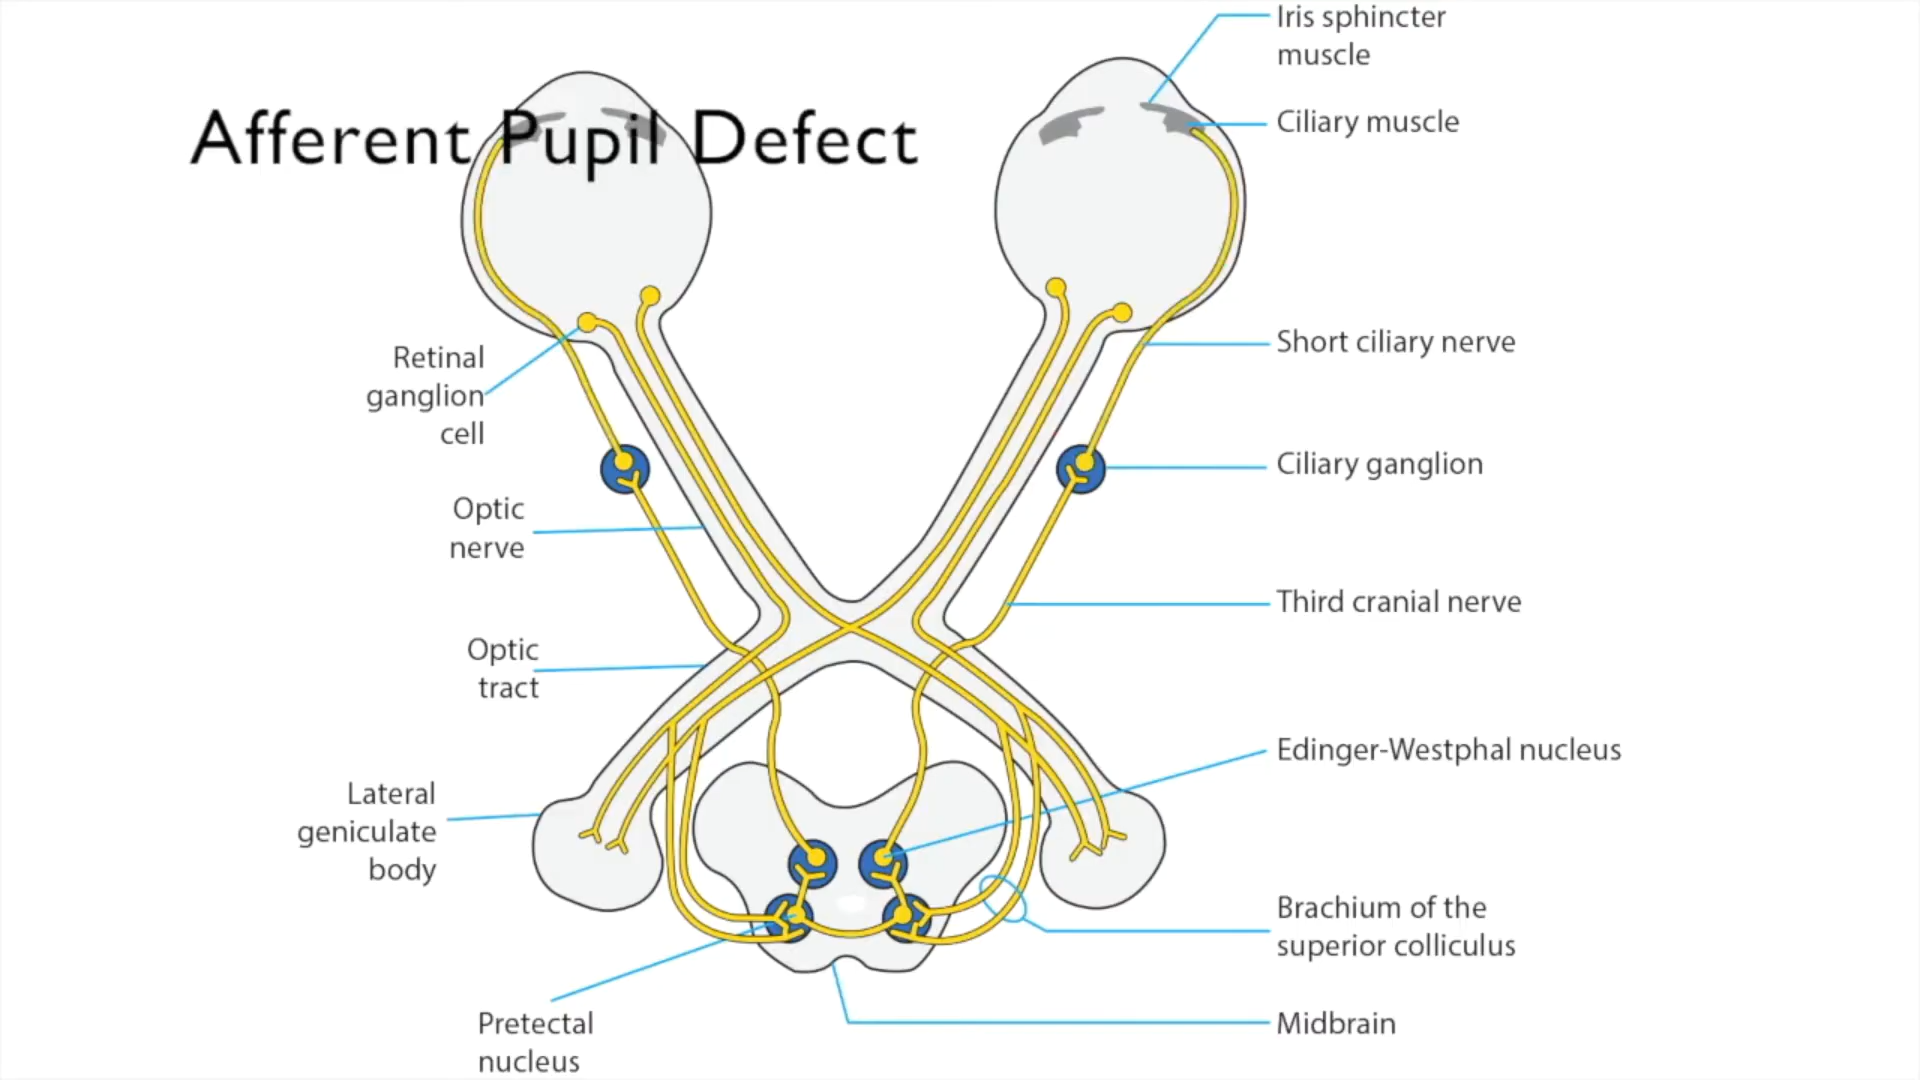 Afferent Pupil Defect
Iris sphincter
muscle
Ciliary muscle
Retinal
ganglion
cell
Short ciliary nerve
Ciliary ganglion
Optic
nerve
Third cranial nerve
Optic
tract
Edinger-Westphal nucleus
Lateral
geniculate
body
Brachium of the
superior colliculus
Pretectal
nucleus
Midbrain